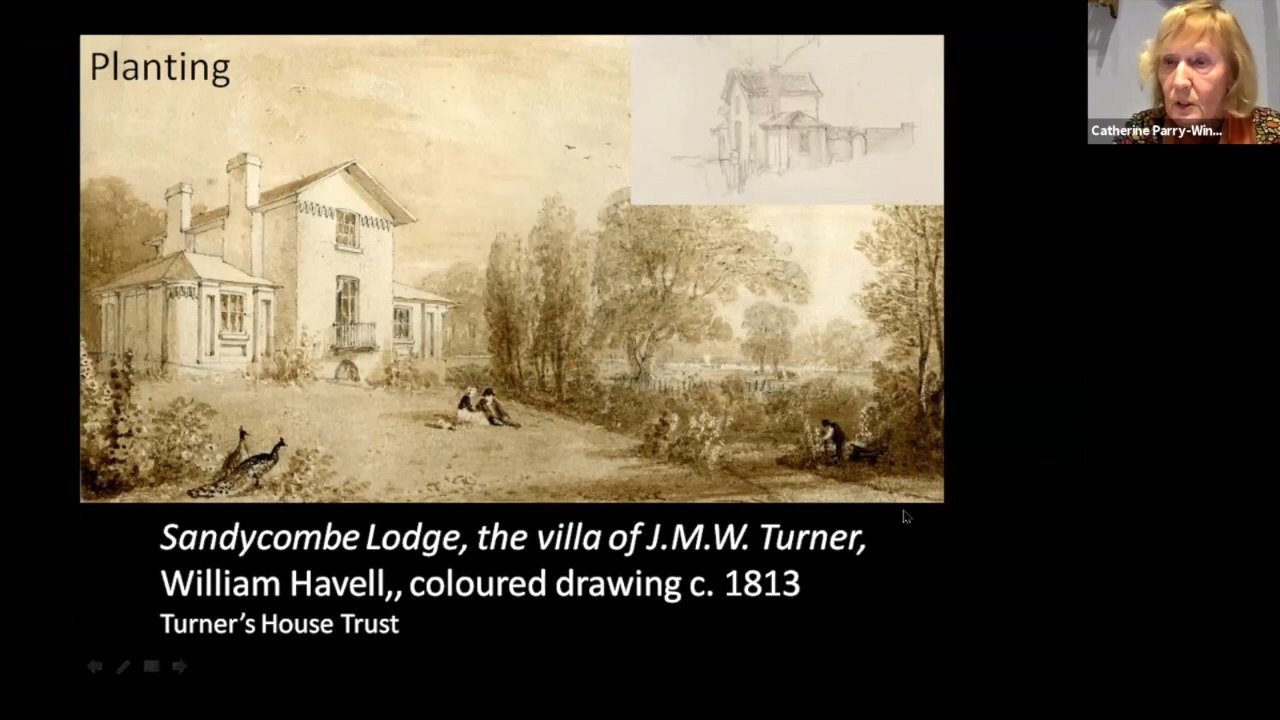 Planting
Catherine Parry-Win...
Sandycombe Lodge, the villa of J.M.W. Turner,
William Havell,, coloured drawing c. 1813
Turner's House Trust